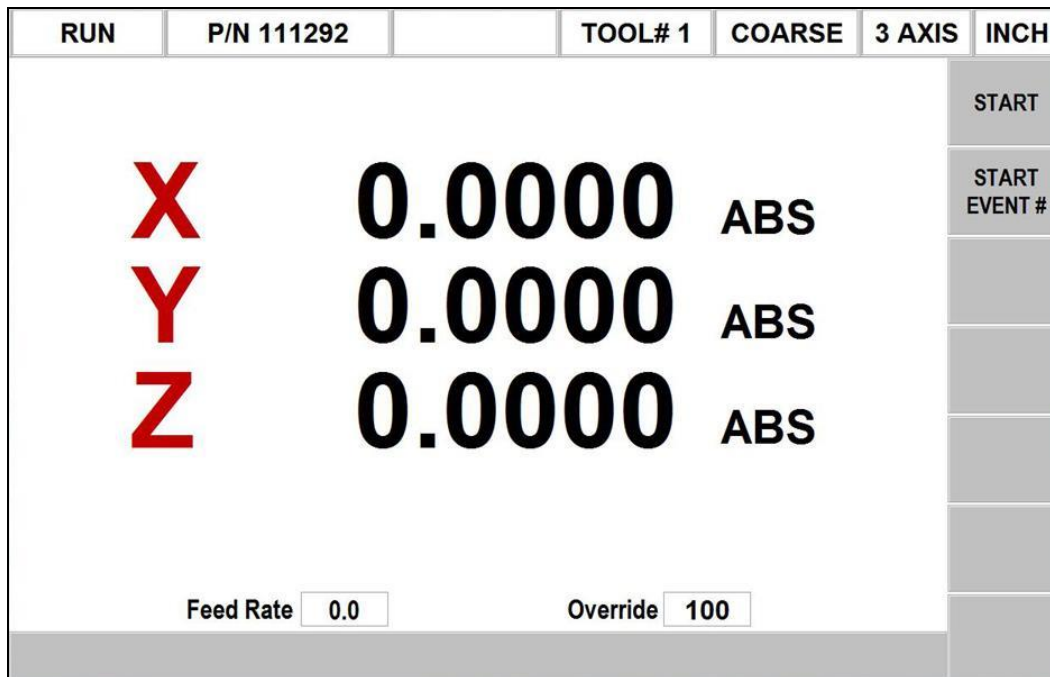 RUN P/N 111292 TOOL# 1 COARSE 3 AXIS INCH
START
START
EVENT #
X 0.0000 ABS
Y 0.0000 ABS
Z 0.0000 ABS
Feed Rate 0.0 Override 100